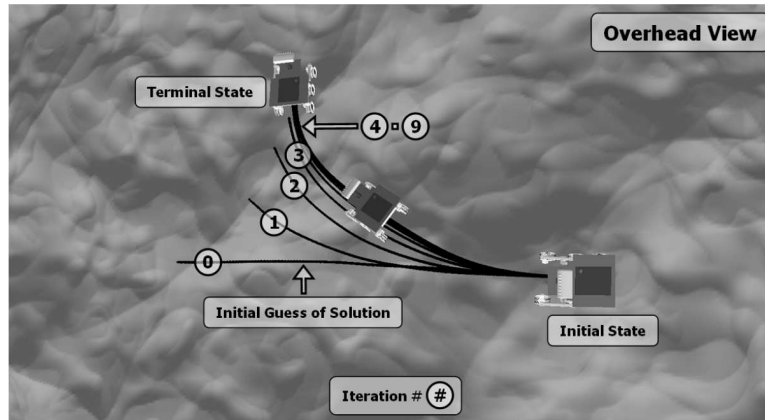 Overhead View
Terminal State
4 - 9
3
2
1
0
Initial Guess of Solution
Initial State
Iteration # #